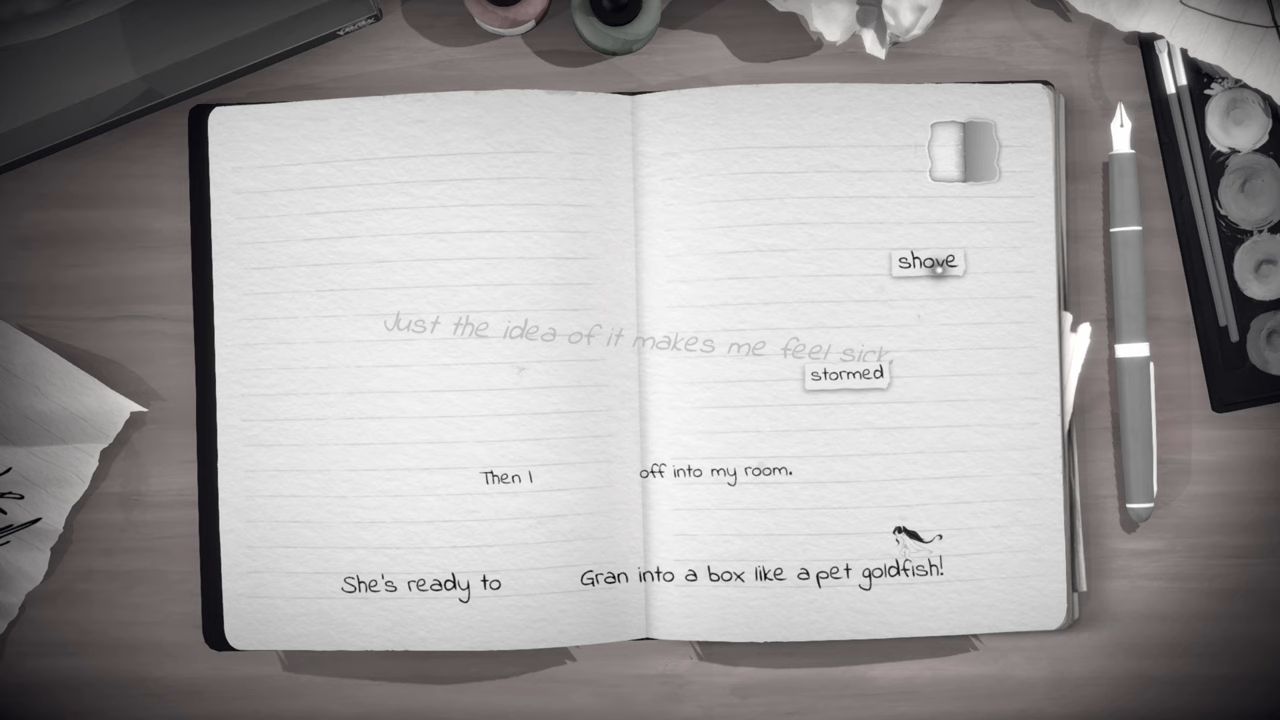 shove
Just the idea of it makes me feel sick.
stormed
Then I off into my room.
She's ready to Gran into a box like a pet goldfish!